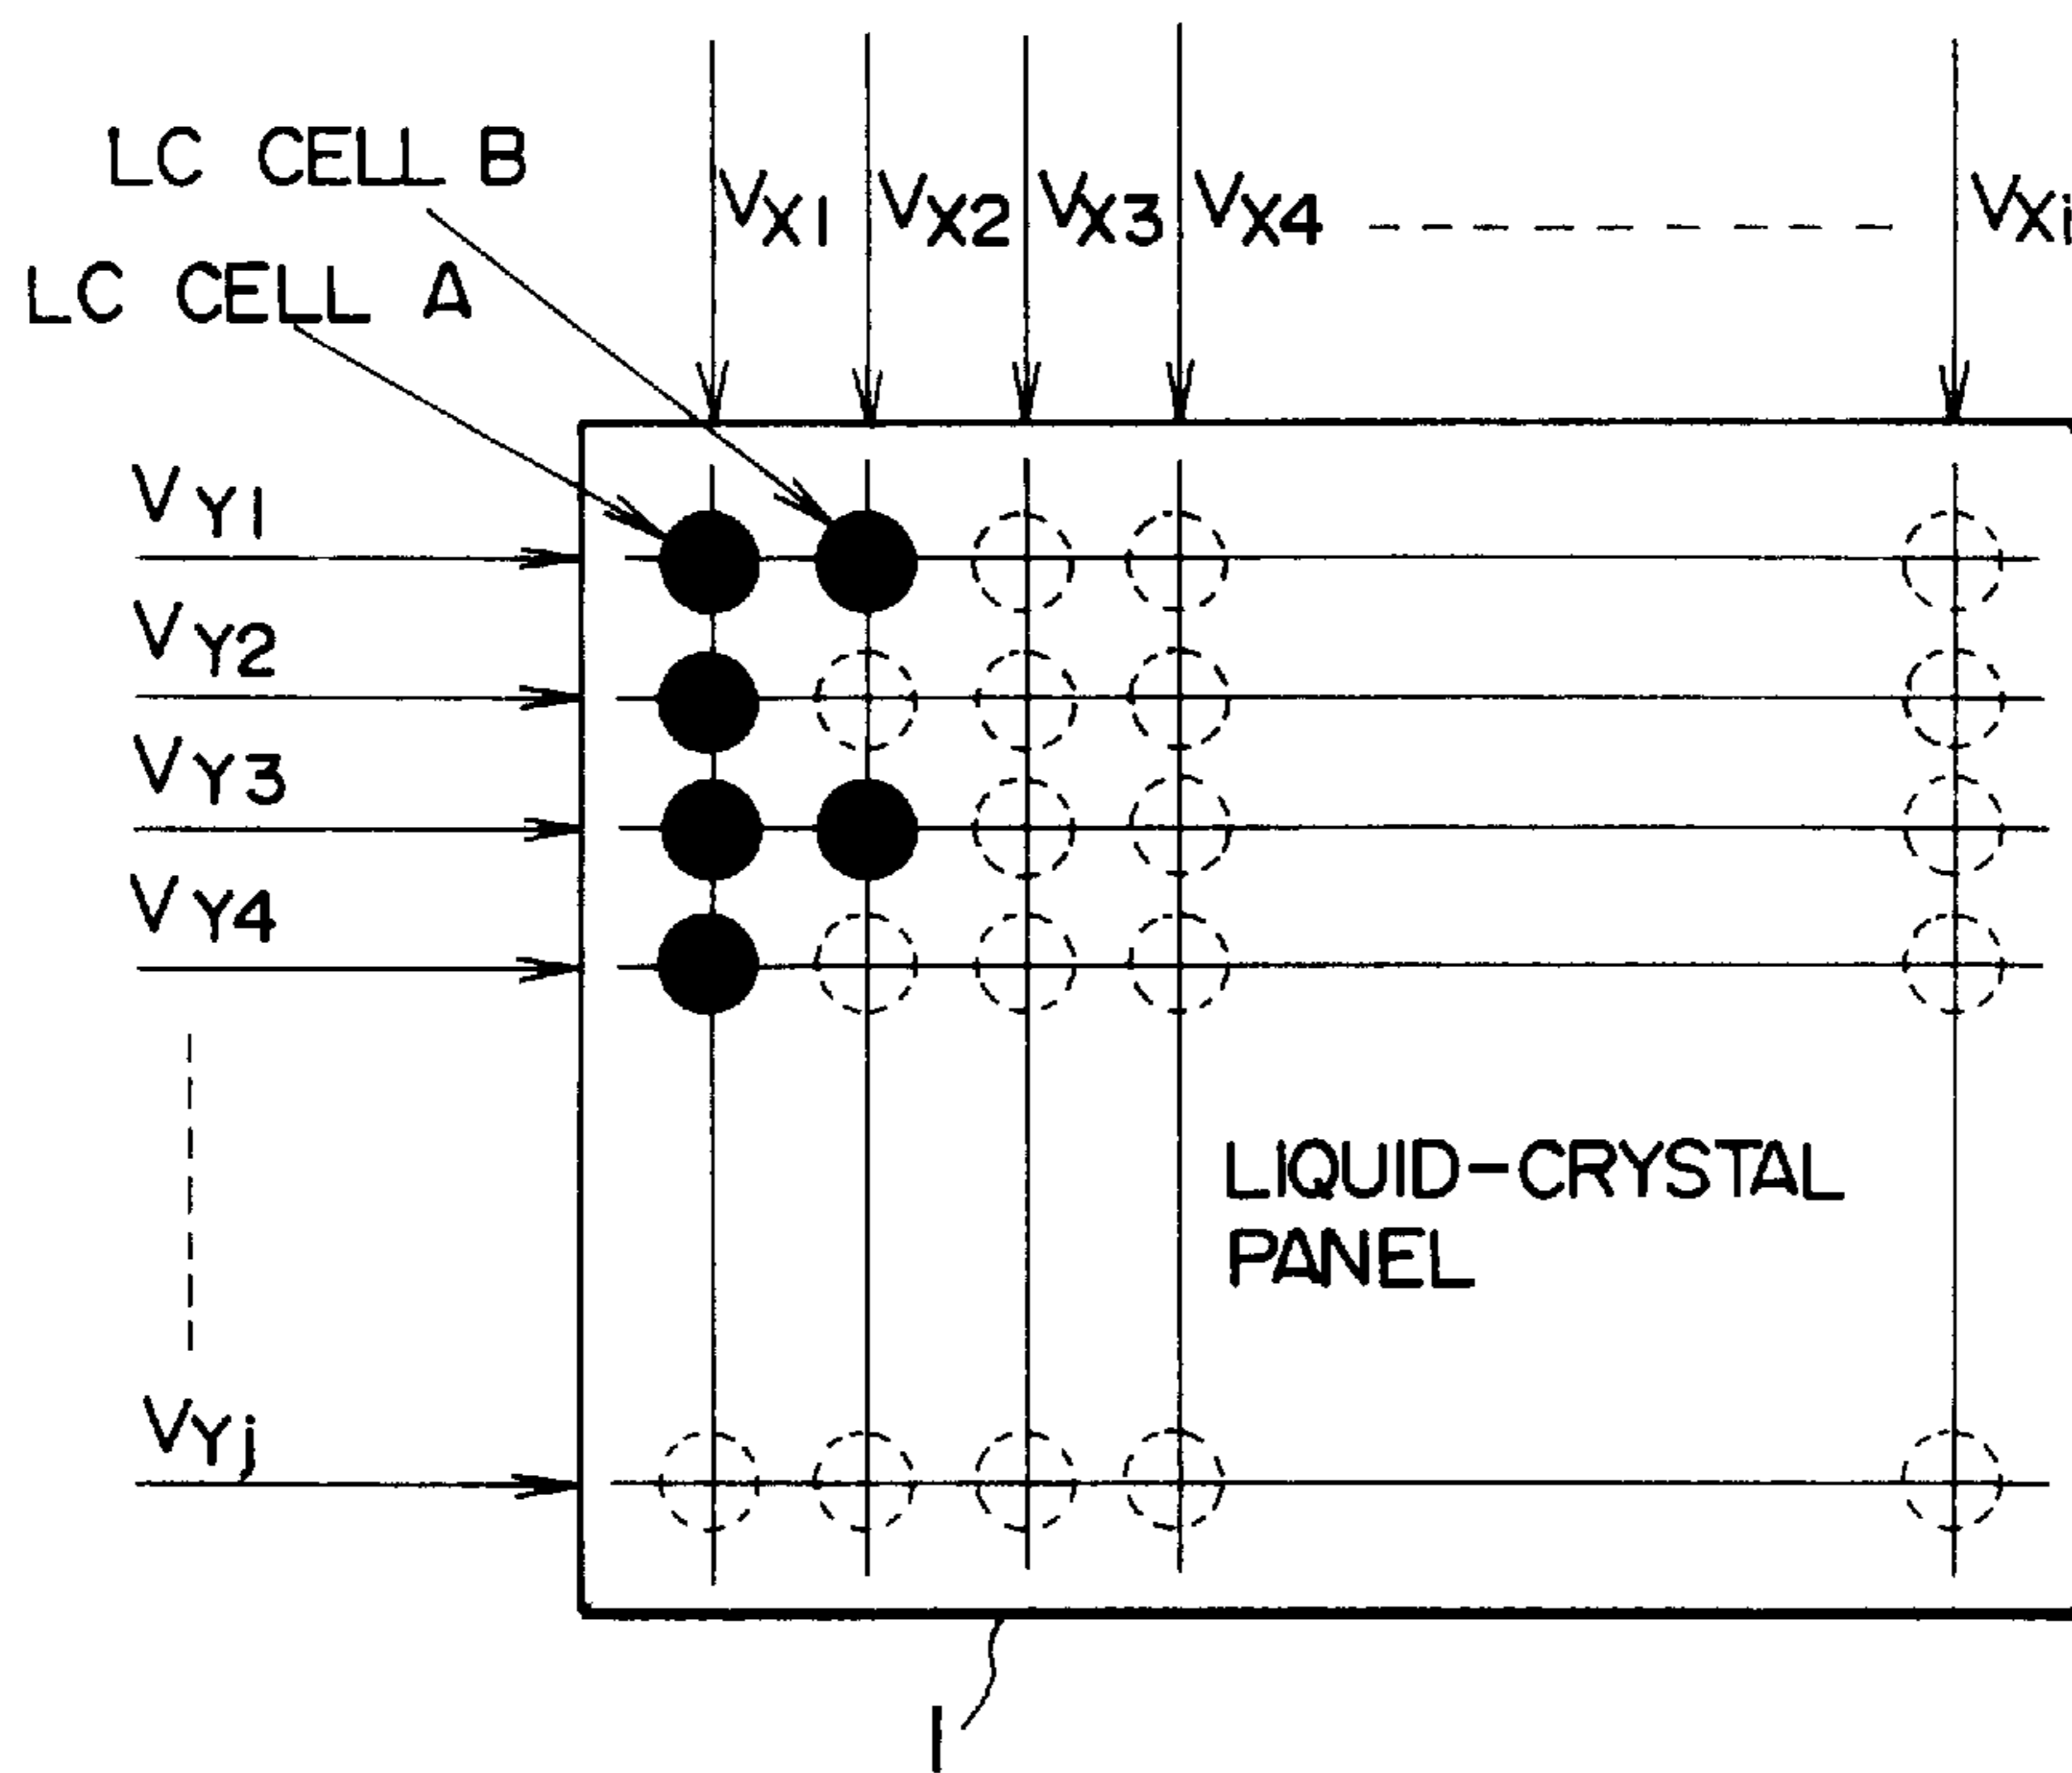 LC CELL B
LC CELL A
VX1 VX2 VX3 VX4 VXi
VY1
VY2
VY3
VY4
LIQUID-CRYSTAL
PANEL
VYj
1